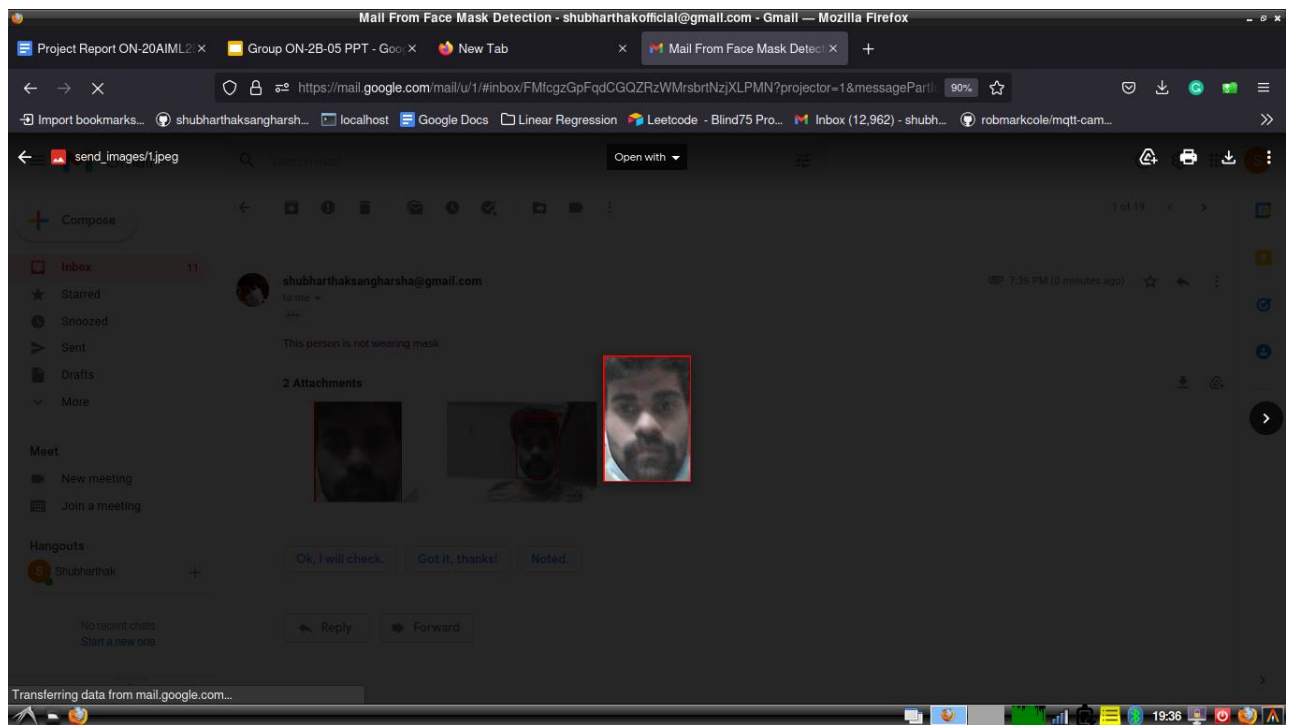 Mail From Face Mask Detection - shubharthakofficial@gmail.com - Gmail — Mozilla Firefox
Project Report ON-20AIML2
Group ON-2B-05 PPT - Goo
New Tab
Mail From Face Mask Detect
https://mail.google.com/mail/u/1/#inbox/FMfcgzGpFqdCGQZRzWMrsbrtNzjXLPMN?projector=1&messagePartI
90%
Import bookmarks...
shubharthaksangharsh...
localhost
Google Docs
Linear Regression
Leetcode - Blind75 Pro...
Inbox (12,962) - shubh...
robmarkcole/mqtt-cam...
send_images/1.jpeg
Search mail
Open with
Compose
1 of 19
Inbox 11
Starred
Snoozed
Sent
Drafts
More
shubharthaksangharsha@gmail.com
7:35 PM (0 minutes ago)
to me
This person is not wearing mask
2 Attachments
Meet
New meeting
Join a meeting
Hangouts
S Shubharthak
No recent chats
Start a new one
Ok, I will check.
Got it, thanks!
Noted.
Reply
Forward
Transferring data from mail.google.com...
19:36